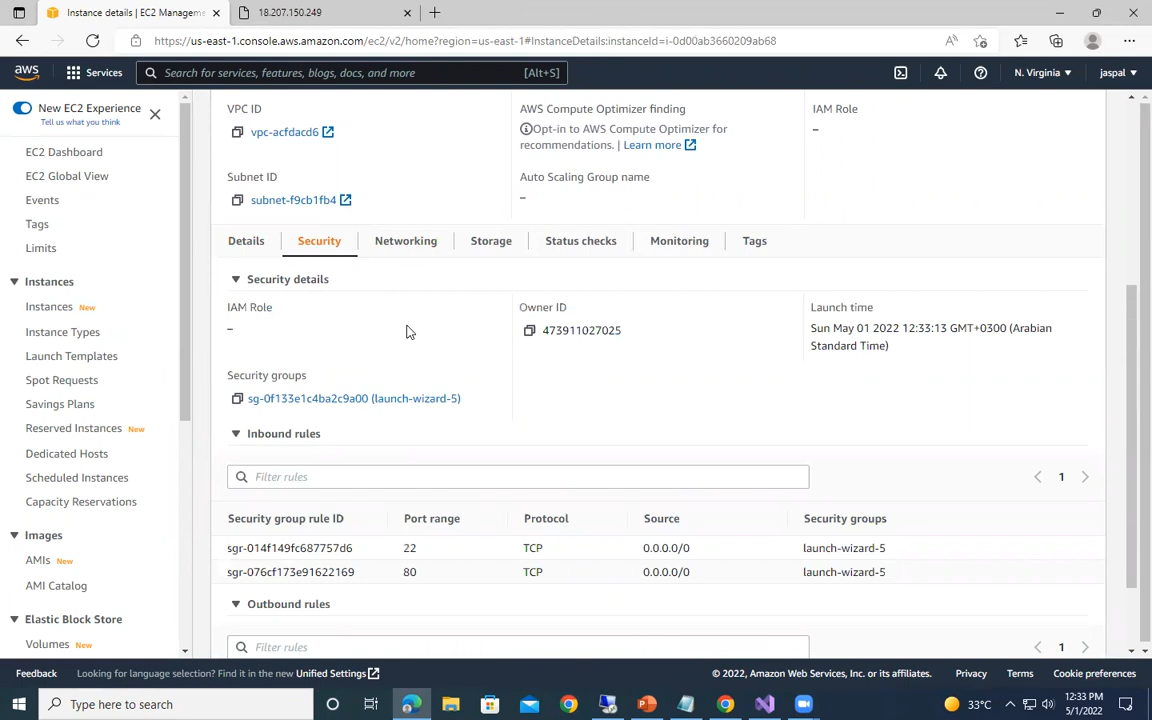 Instance details | EC2 Manageme
18.207.150.249
https://us-east-1.console.aws.amazon.com/ec2/v2/home?region=us-east-1#InstanceDetails:instanceId=i-0d00ab3660209ab68
aws
Services
Search for services, features, blogs, docs, and more
[Alt+S]
N. Virginia
jaspal
New EC2 Experience
Tell us what you think
EC2 Dashboard
EC2 Global View
Events
Tags
Limits
Instances
Instances New
Instance Types
Launch Templates
Spot Requests
Savings Plans
Reserved Instances New
Dedicated Hosts
Scheduled Instances
Capacity Reservations
Images
AMIs New
AMI Catalog
Elastic Block Store
Volumes New
VPC ID
vpc-acfdacd6
AWS Compute Optimizer finding
Opt-in to AWS Compute Optimizer for
recommendations. | Learn more
IAM Role
–
Subnet ID
subnet-f9cb1fb4
Auto Scaling Group name
–
Details
Security
Networking
Storage
Status checks
Monitoring
Tags
Security details
IAM Role
–
Owner ID
473911027025
Launch time
Sun May 01 2022 12:33:13 GMT+0300 (Arabian
Standard Time)
Security groups
sg-0f133e1c4ba2c9a00 (launch-wizard-5)
Inbound rules
Filter rules
1
Security group rule ID
Port range
Protocol
Source
Security groups
sgr-014f149fc687757d6
22
TCP
0.0.0.0/0
launch-wizard-5
sgr-076cf173e91622169
80
TCP
0.0.0.0/0
launch-wizard-5
Outbound rules
Filter rules
1
Feedback
Looking for language selection? Find it in the new Unified Settings
© 2022, Amazon Web Services, Inc. or its affiliates.
Privacy
Terms
Cookie preferences
Type here to search
33°C
12:33 PM
5/1/2022